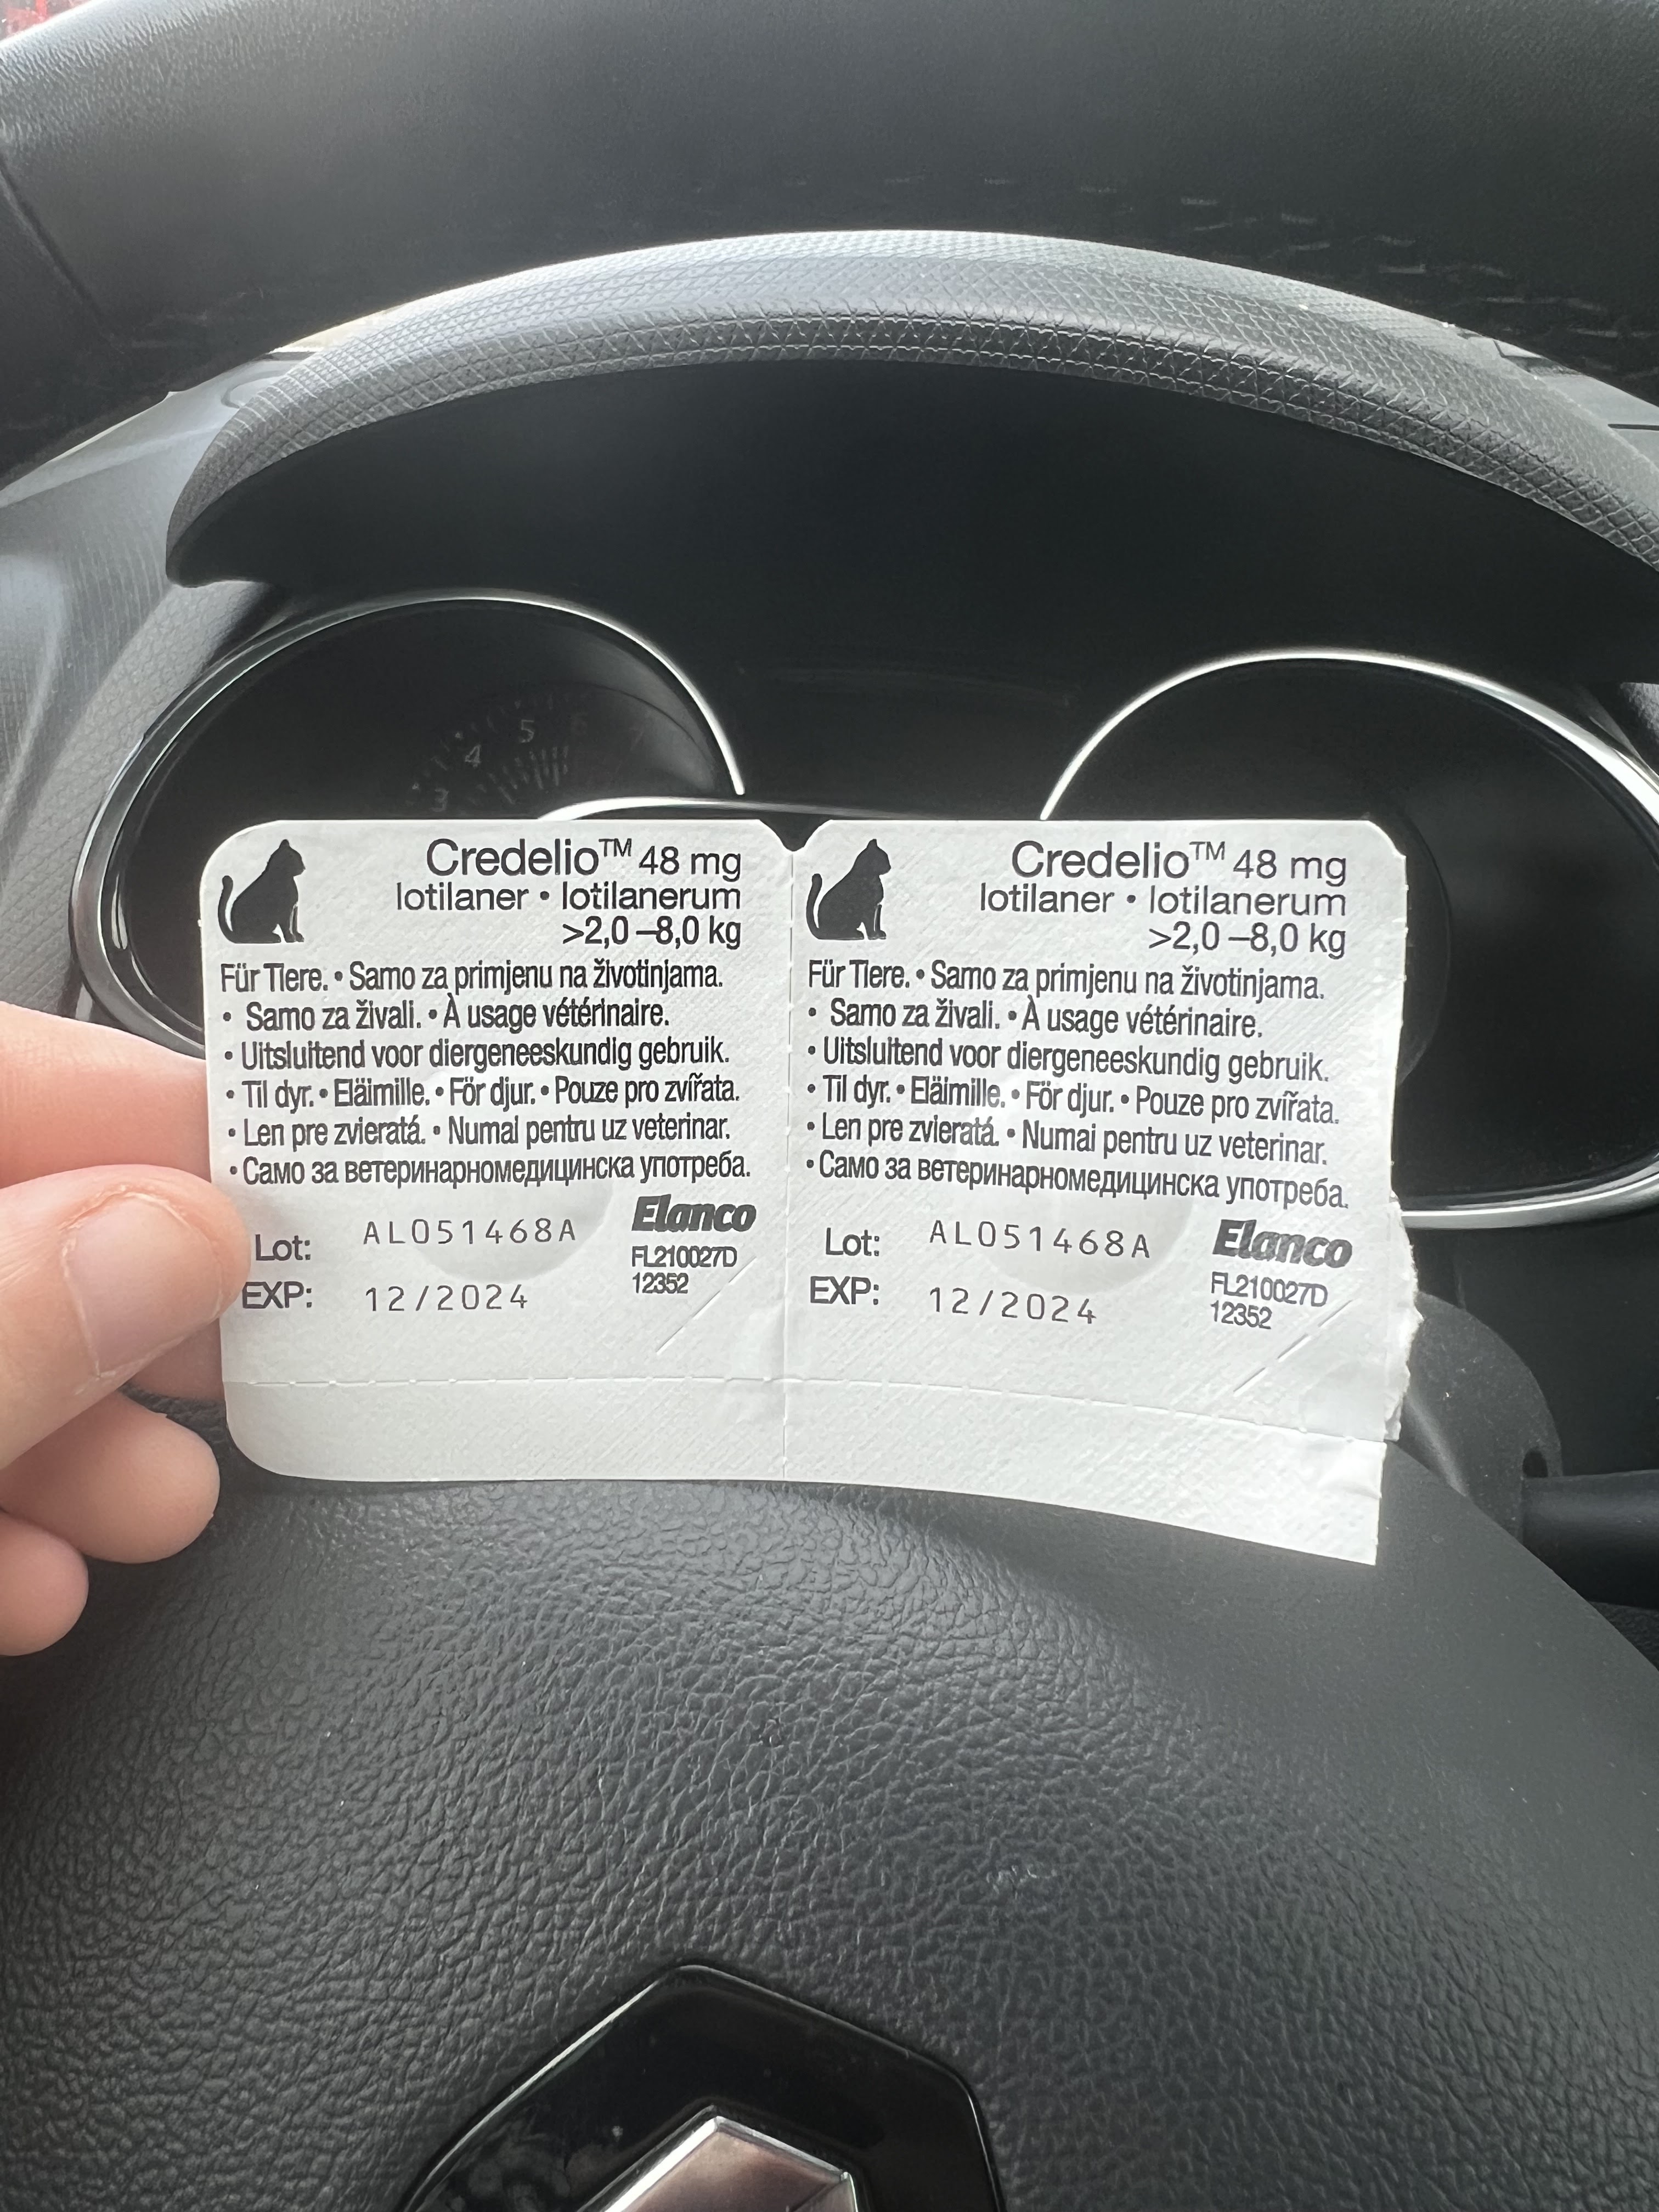 Credelio™ 48 mg
lotilaner • lotilanerum
>2,0–8,0 kg
Für Tiere. • Samo za primjenu na životinjama.
• Samo za živali. • À usage vétérinaire.
• Uitsluitend voor diergeneeskundig gebruik.
• Til dyr. • Eläimille. • För djur. • Pouze pro zvířata.
• Len pre zvieratá. • Numai pentru uz veterinar.
• Само за ветеринарномедицинска употреба.
Lot: AL051468A
EXP: 12/2024
Elanco
FL210027D
12352
Credelio™ 48 mg
lotilaner • lotilanerum
>2,0–8,0 kg
Für Tiere. • Samo za primjenu na životinjama.
• Samo za živali. • À usage vétérinaire.
• Uitsluitend voor diergeneeskundig gebruik.
• Til dyr. • Eläimille. • För djur. • Pouze pro zvířata.
• Len pre zvieratá. • Numai pentru uz veterinar.
• Само за ветеринарномедицинска употреба.
Lot: AL051468A
EXP: 12/2024
Elanco
FL210027D
12352
3
4
5
6